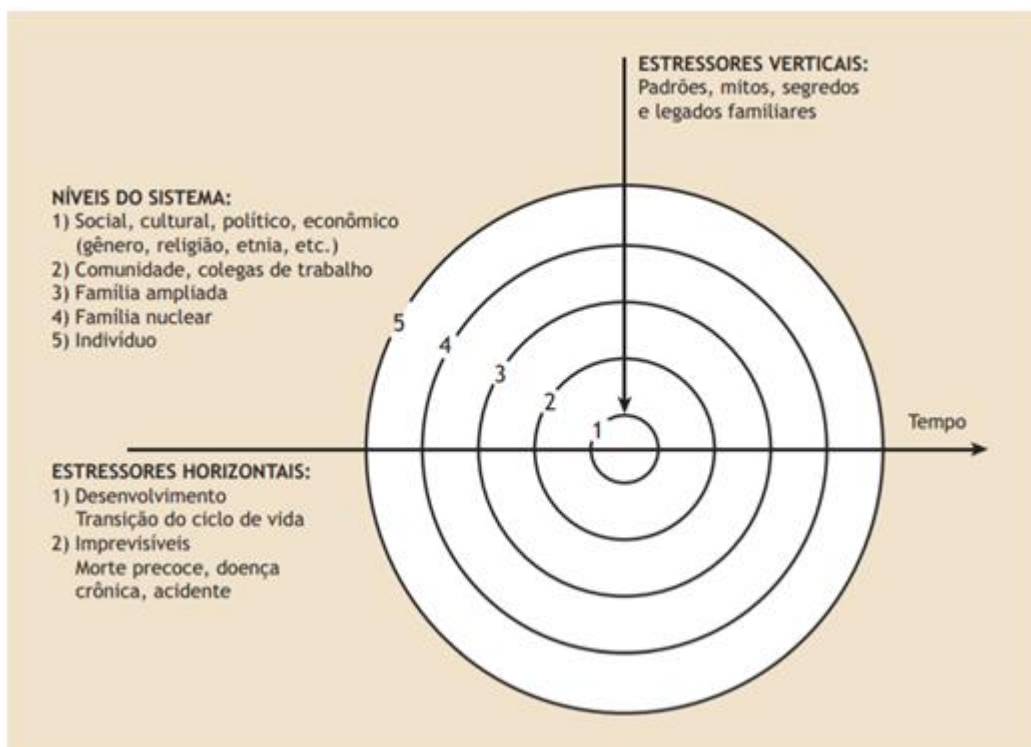 ESTRESSORES VERTICAIS:
Padrões, mitos, segredos
e legados familiares
NÍVEIS DO SISTEMA:
1) Social, cultural, político, econômico
(gênero, religião, etnia, etc.)
2) Comunidade, colegas de trabalho
3) Família ampliada
4) Família nuclear
5) Indivíduo
5
4
3
2
1
Tempo
ESTRESSORES HORIZONTAIS:
1) Desenvolvimento
Transição do ciclo de vida
2) Imprevisíveis
Morte precoce, doença
crônica, acidente